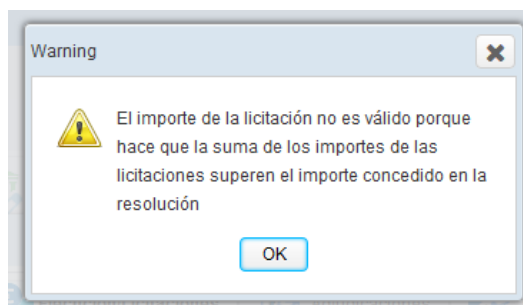 Warning
El importe de la licitación no es válido porque
hace que la suma de los importes de las
licitaciones superen el importe concedido en la
resolución
OK